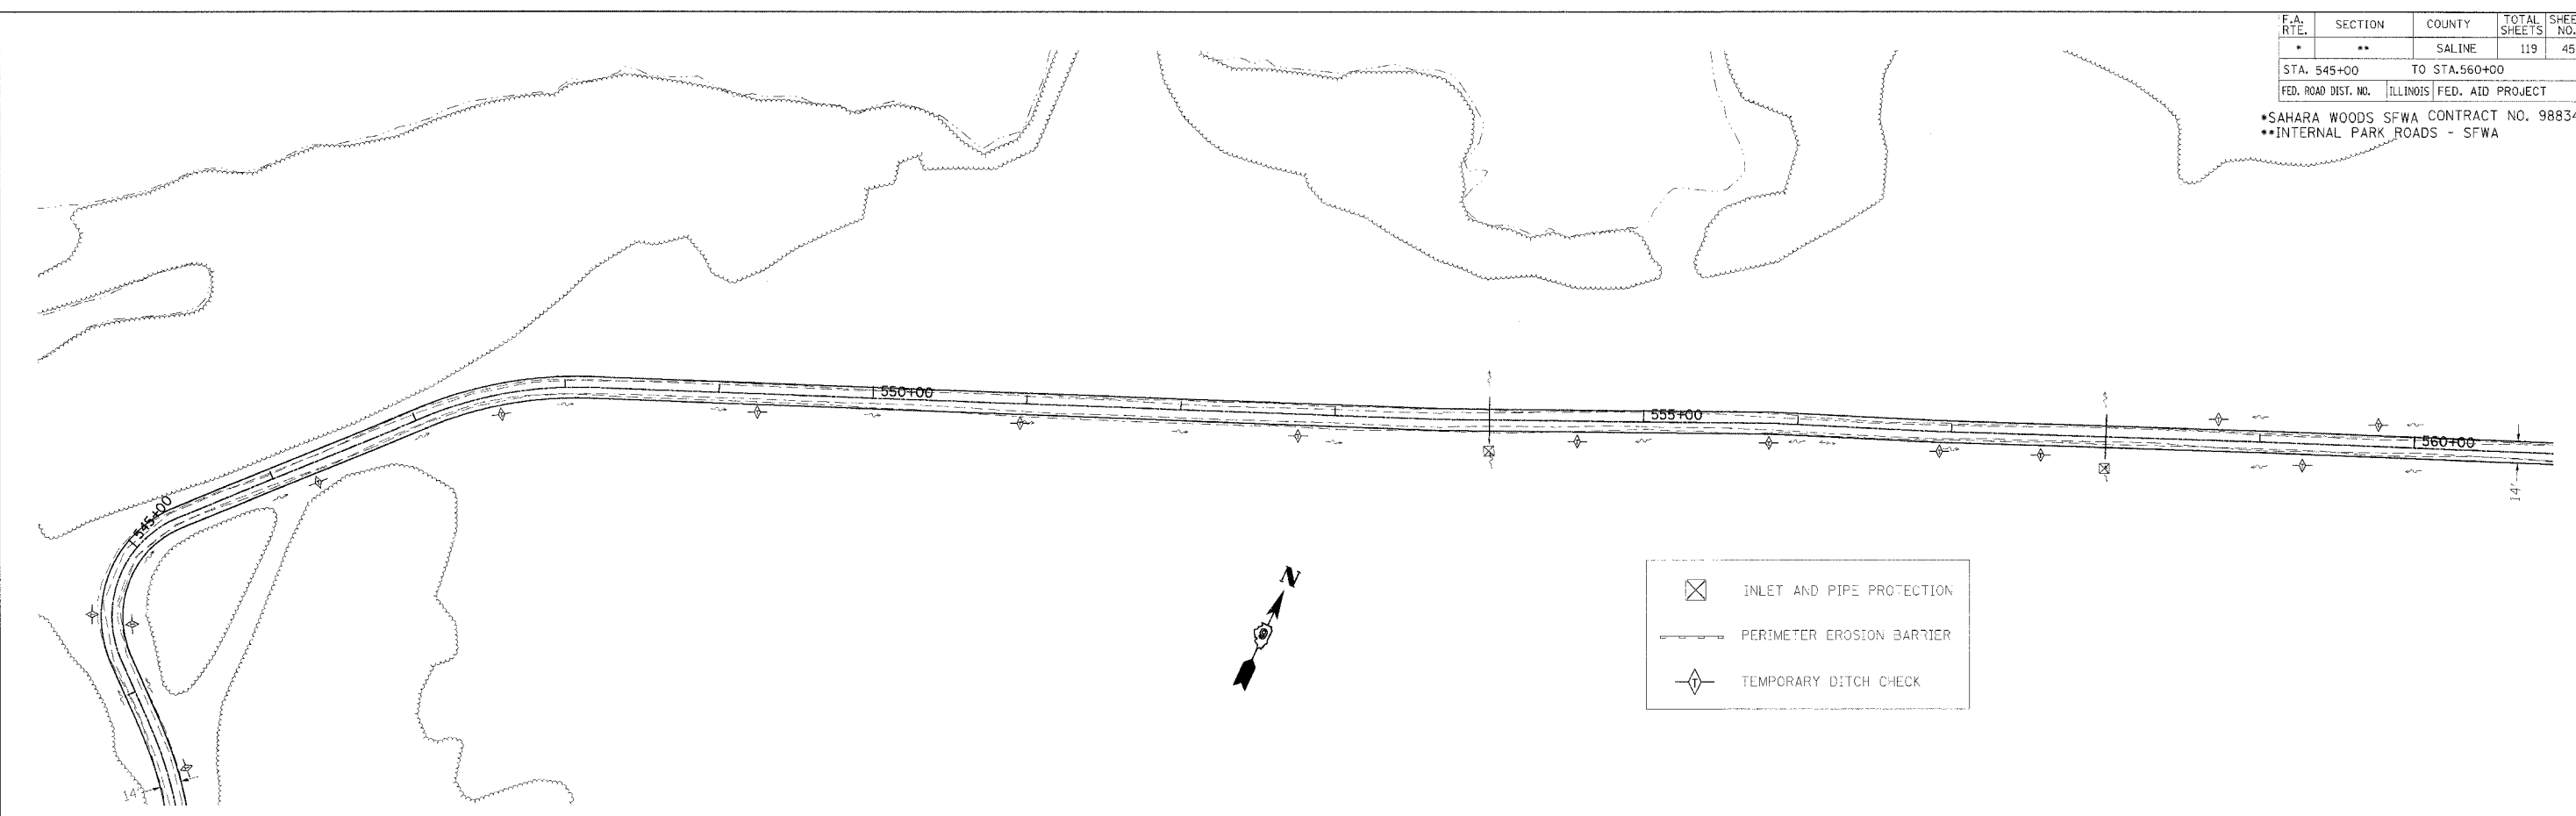 F.A. RTE. SECTION COUNTY TOTAL SHEETS
* ** SALINE 119 45
STA. 545+00 TO STA.560+00
FED. ROAD DIST. NO. ILLINOIS FED. AID PROJECT
*SAHARA WOODS SFWA CONTRACT NO. 98834
**INTERNAL PARK ROADS - SFWA
550+00
555+00
560+00
14'
545+00
N
INLET AND PIPE PROTECTION
PERIMETER EROSION BARRIER
T TEMPORARY DITCH CHECK
14'